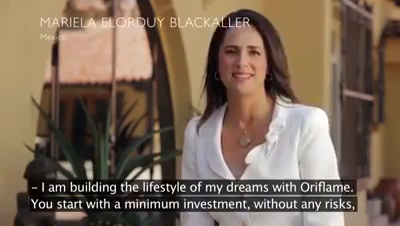 MARIELA ELORDUY BLACKALLER
Mexico
– I am building the lifestyle of my dreams with Oriflame.
You start with a minimum investment, without any risks,